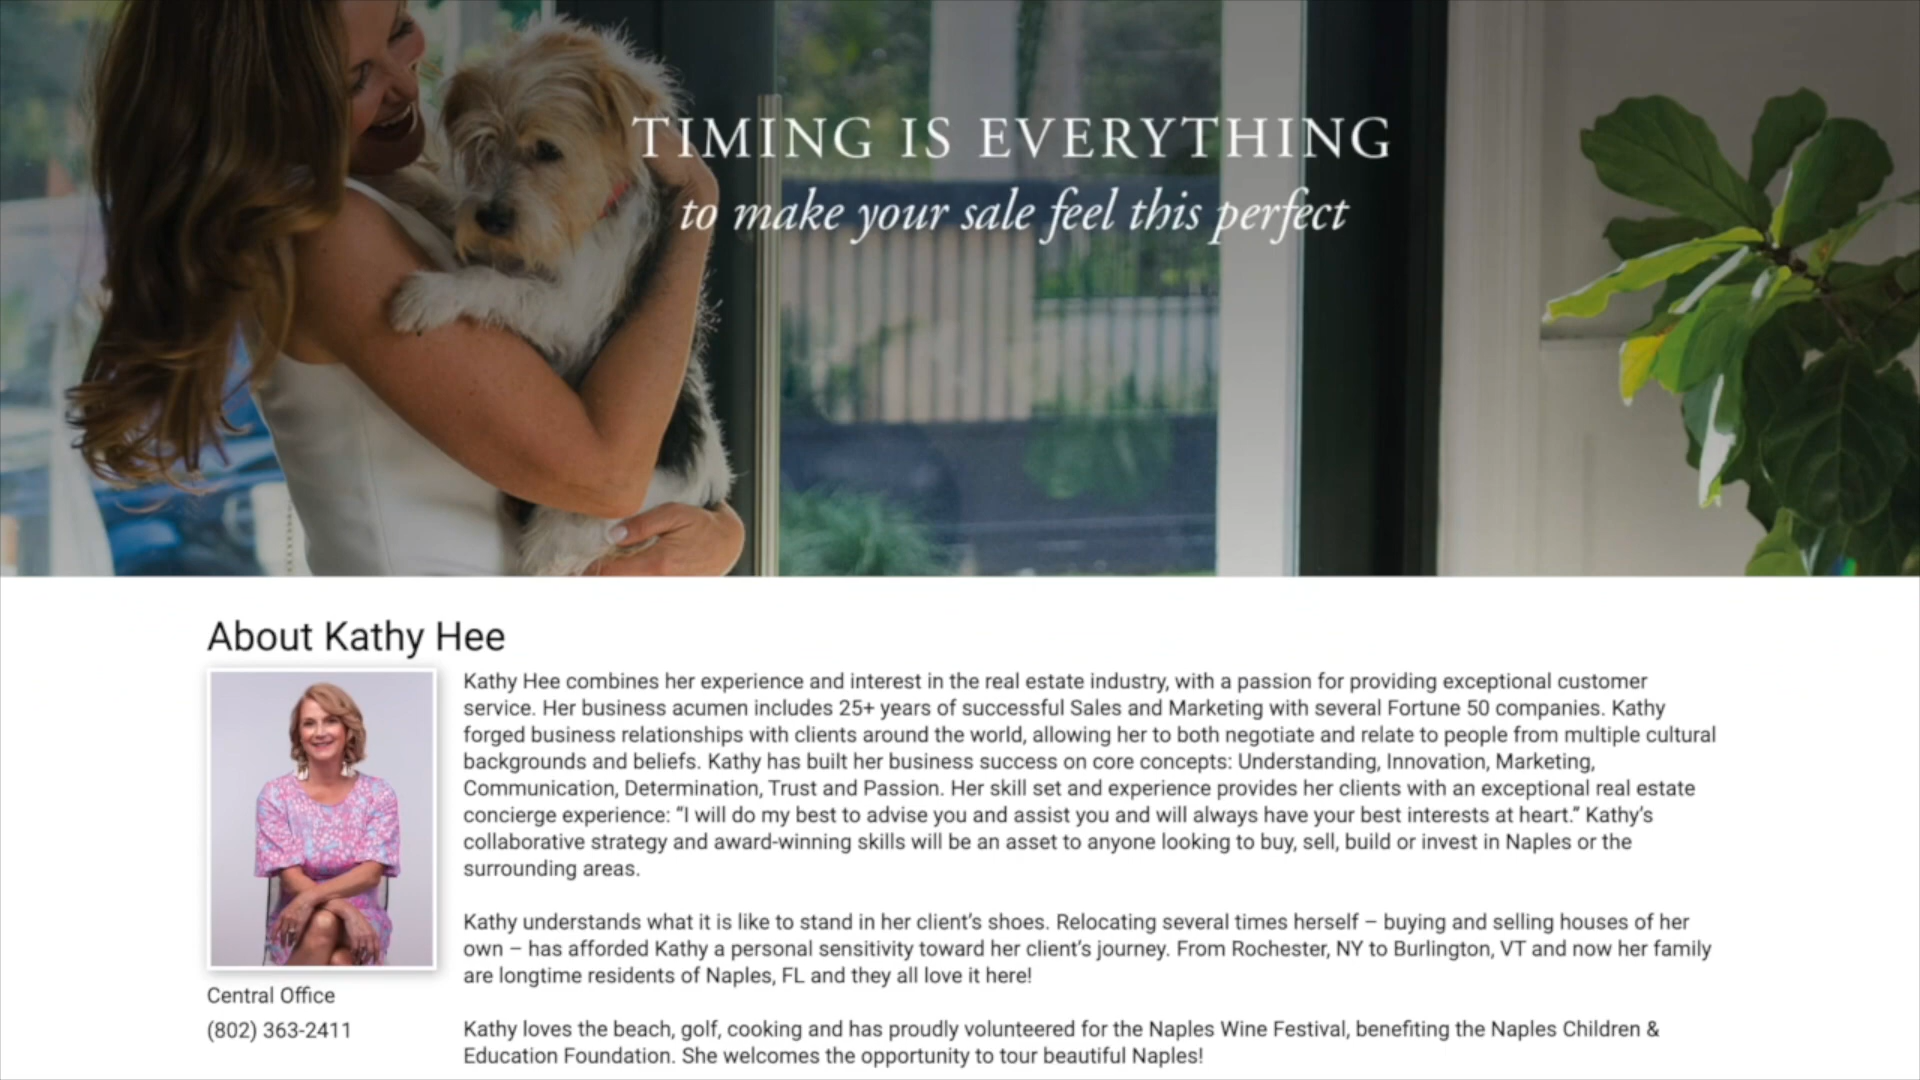 TIMING IS EVERYTHING
to make your sale feel this perfect
About Kathy Hee
Kathy Hee combines her experience and interest in the real estate industry, with a passion for providing exceptional customer
service. Her business acumen includes 25+ years of successful Sales and Marketing with several Fortune 50 companies. Kathy
forged business relationships with clients around the world, allowing her to both negotiate and relate to people from multiple cultural
backgrounds and beliefs. Kathy has built her business success on core concepts: Understanding, Innovation, Marketing,
Communication, Determination, Trust and Passion. Her skill set and experience provides her clients with an exceptional real estate
concierge experience: “I will do my best to advise you and assist you and will always have your best interests at heart.” Kathy’s
collaborative strategy and award-winning skills will be an asset to anyone looking to buy, sell, build or invest in Naples or the
surrounding areas.
Kathy understands what it is like to stand in her client’s shoes. Relocating several times herself – buying and selling houses of her
own – has afforded Kathy a personal sensitivity toward her client’s journey. From Rochester, NY to Burlington, VT and now her family
are longtime residents of Naples, FL and they all love it here!
Kathy loves the beach, golf, cooking and has proudly volunteered for the Naples Wine Festival, benefiting the Naples Children &
Education Foundation. She welcomes the opportunity to tour beautiful Naples!
Central Office
(802) 363-2411